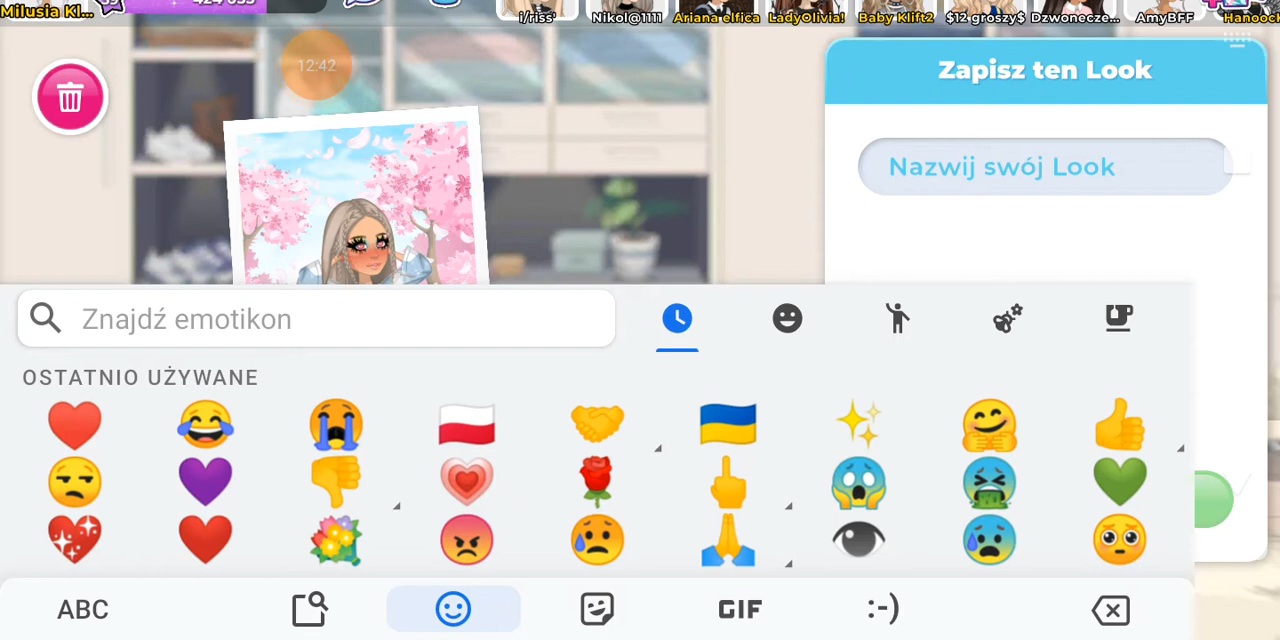 Milusia Kl...
i/riss'
Nikol@1111
Ariana elfica
LadyOlivia!
Baby Klift2
$12 groszy$
Dzwonecze...
AmyBFF
12:42
Zapisz ten Look
Nazwij swój Look
Znajdź emotikon
OSTATNIO UŻYWANE
ABC
GIF
:-)